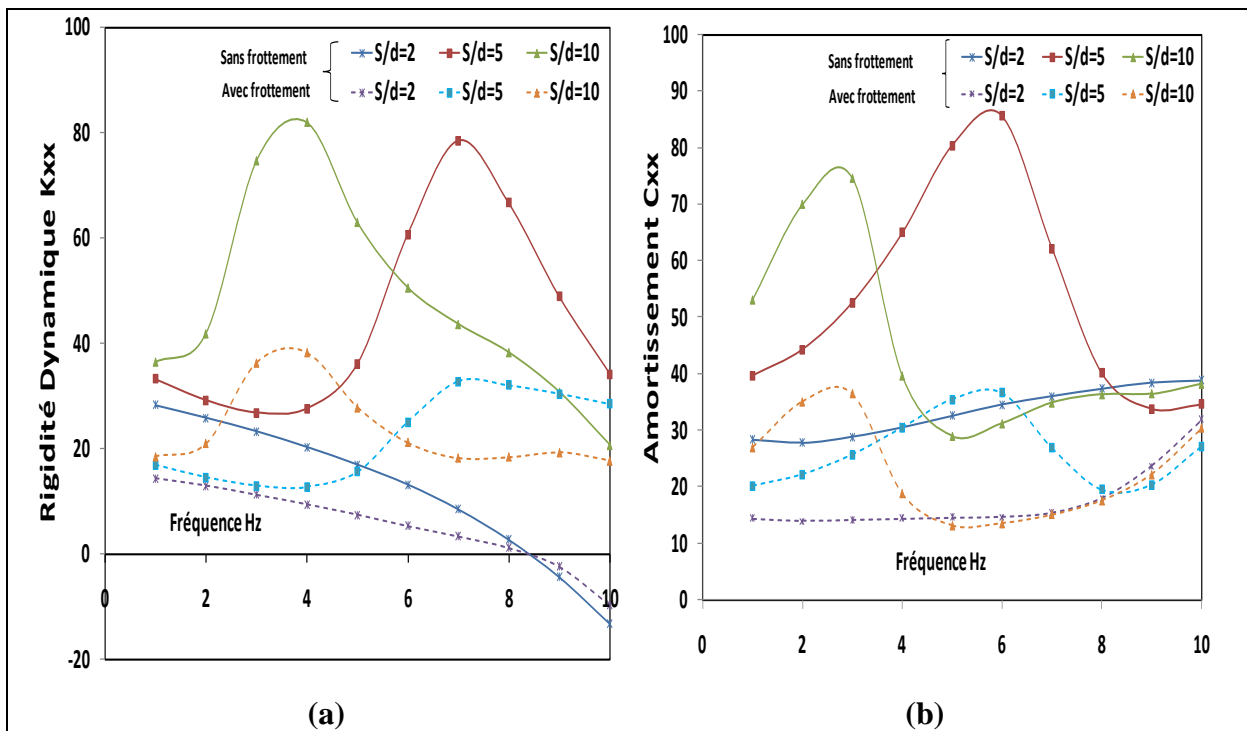 Rigidité Dynamique Kxx
100
80
60
40
20
0
-20
0 2 4 6 8 10
Sans frottement S/d=2 S/d=5 S/d=10
Avec frottement S/d=2 S/d=5 S/d=10
Fréquence Hz
(a)
Amortissement Cxx
100
90
80
70
60
50
40
30
20
10
0
0 2 4 6 8 10
Sans frottement S/d=2 S/d=5 S/d=10
Avec frottement S/d=2 S/d=5 S/d=10
Fréquence Hz
(b)